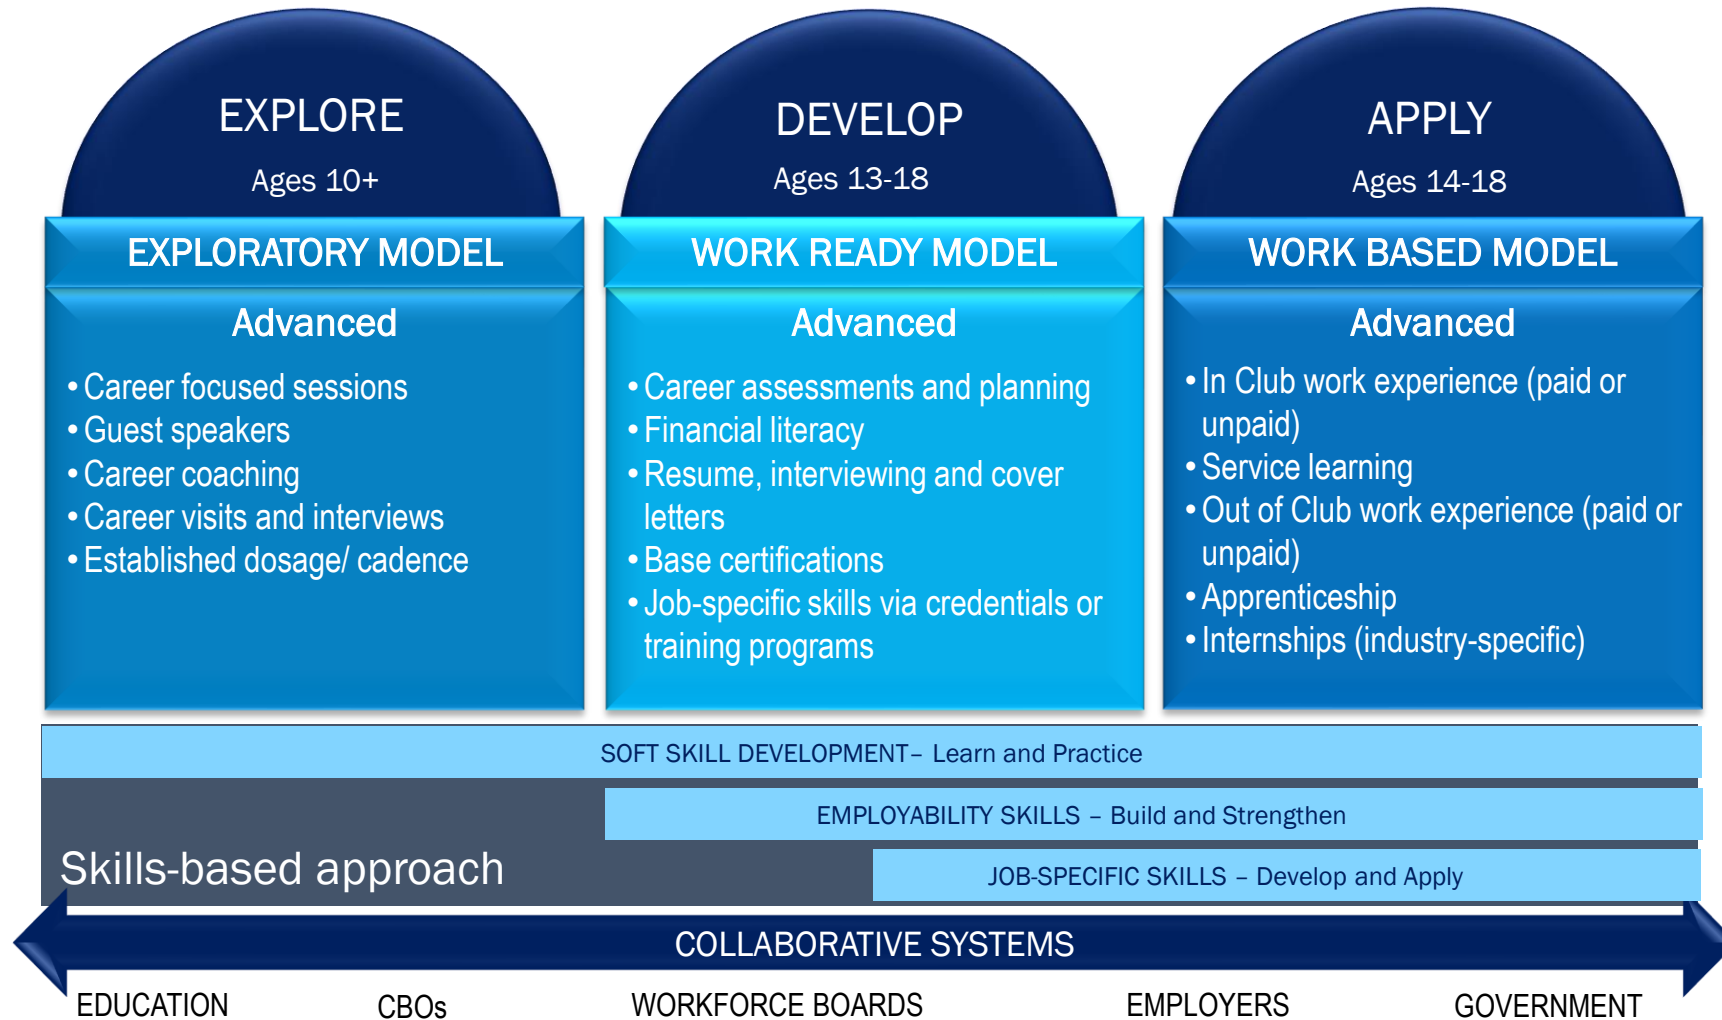 EXPLORE
Ages 10+
EXPLORATORY MODEL
Advanced
• Career focused sessions
• Guest speakers
• Career coaching
• Career visits and interviews
• Established dosage/ cadence
DEVELOP
Ages 13-18
WORK READY MODEL
Advanced
• Career assessments and planning
• Financial literacy
• Resume, interviewing and cover
letters
• Base certifications
• Job-specific skills via credentials or
training programs
APPLY
Ages 14-18
WORK BASED MODEL
Advanced
• In Club work experience (paid or
unpaid)
• Service learning
• Out of Club work experience (paid or
unpaid)
• Apprenticeship
• Internships (industry-specific)
SOFT SKILL DEVELOPMENT– Learn and Practice
EMPLOYABILITY SKILLS – Build and Strengthen
Skills-based approach
JOB-SPECIFIC SKILLS – Develop and Apply
COLLABORATIVE SYSTEMS
EDUCATION CBOs WORKFORCE BOARDS EMPLOYERS GOVERNMENT